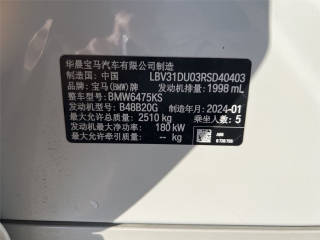 华晨宝马汽车有限公司制造
制造国：中国 LBV31DU03RSD40403
品牌：宝马(BMW)牌 发动机排量：1998 mL
整车型号：BMW6475KS
发动机型号：B48B20G 制造年月：2024-01
最大允许总质量：2510 kg 乘坐人数：5
发动机最大净功率：180 kW
最大允许牵引质量：-- kg